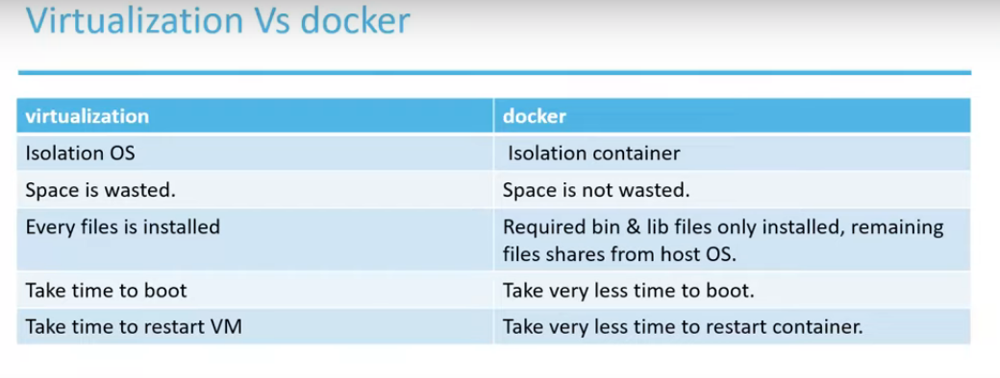 Virtualization Vs docker
virtualization
docker
Isolation OS
Isolation container
Space is wasted.
Space is not wasted.
Every files is installed
Required bin & lib files only installed, remaining
files shares from host OS.
Take time to boot
Take very less time to boot.
Take time to restart VM
Take very less time to restart container.